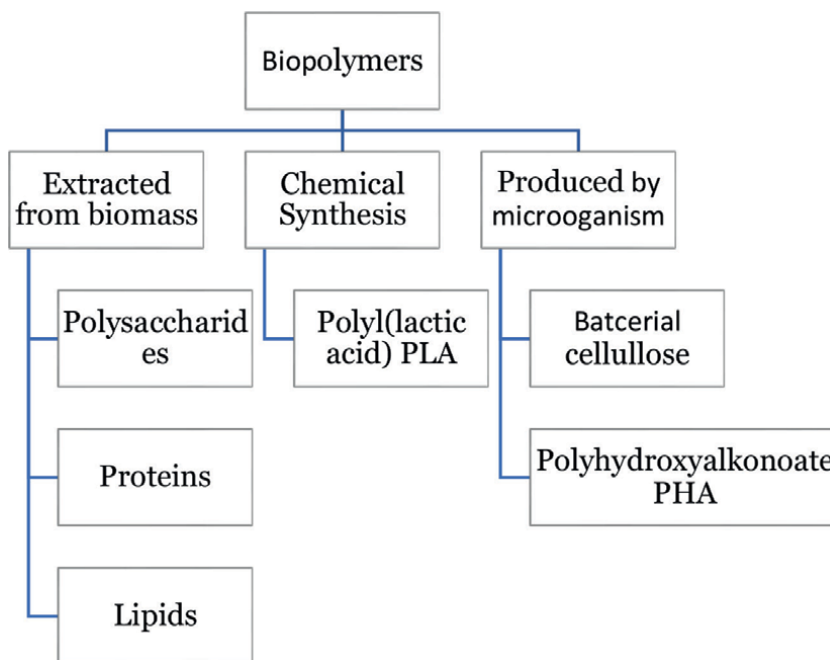 Biopolymers
Extracted
from biomass
Chemical
Synthesis
Produced by
microoganism
Polysaccharid
es
Polyl(lactic
acid) PLA
Batcerial
cellullose
Proteins
Polyhydroxyalkonoate
PHA
Lipids